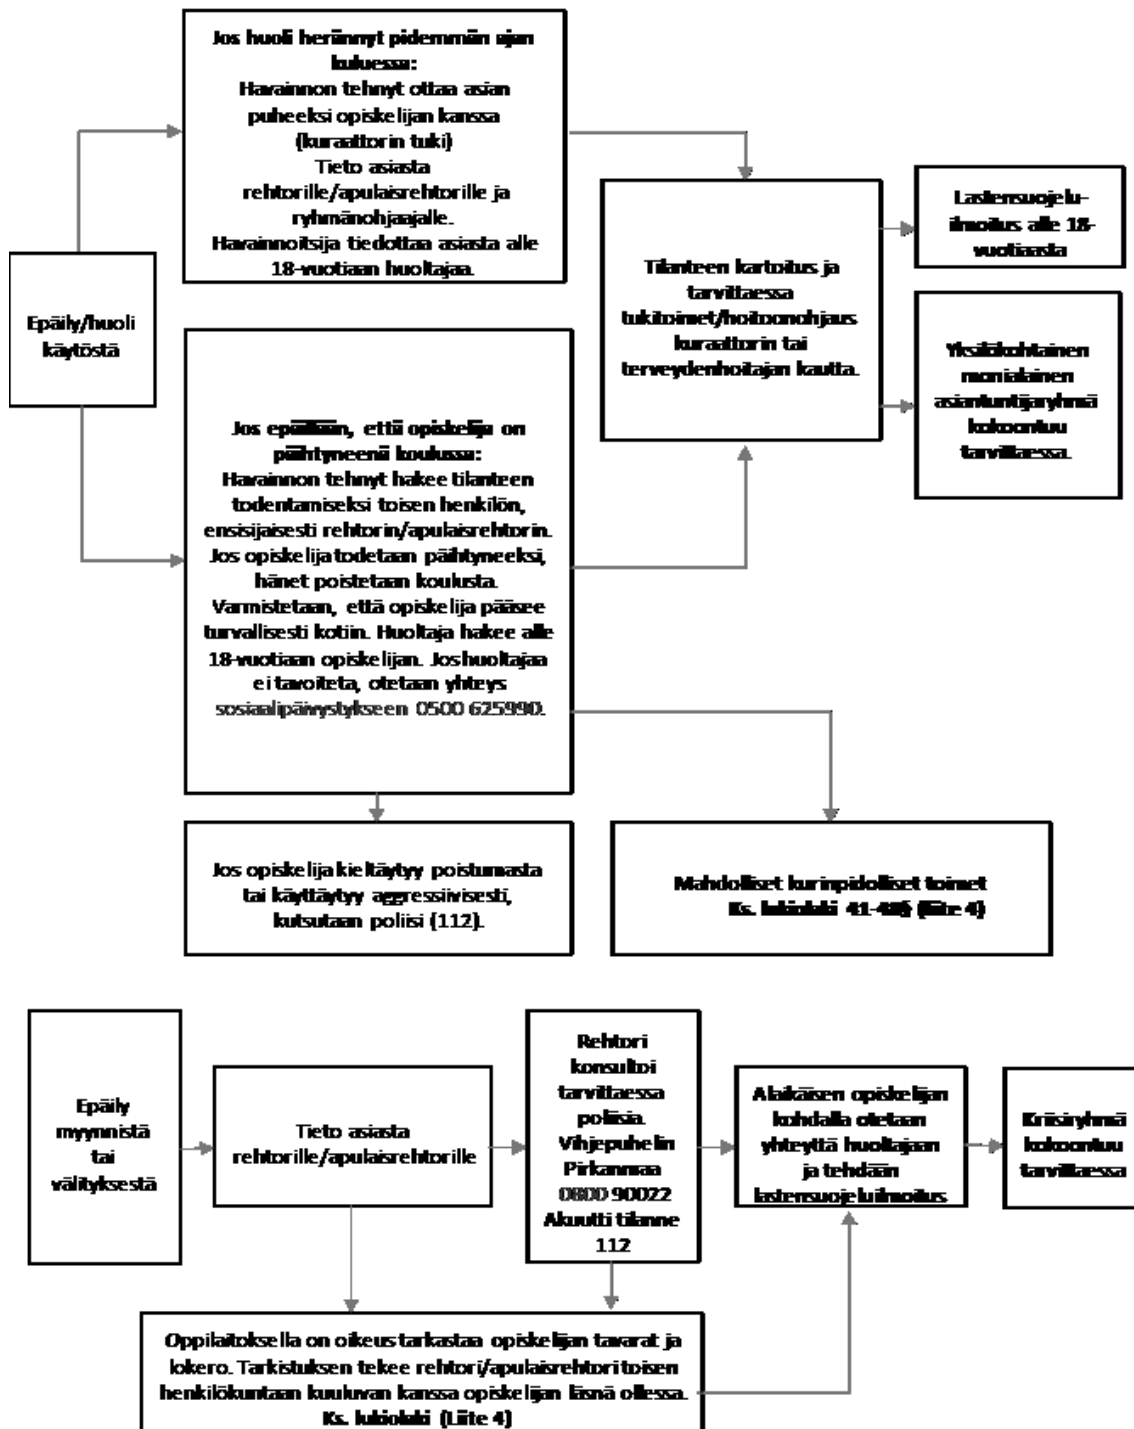 Jos huoli herännyt pidemmän ajan
kuluessa:
Havainnon tehnyt ottaa asian
puheeksi opiskelijan kanssa
(kuraattorin tuki)
Tieto asiasta
rehtorille/apulaisrehtorille ja
ryhmänohjaajalle.
Havainnoitsija tiedottaa asiasta alle
18-vuotiaan huoltajaa.
Epäily/huoli
käytöstä
Tilanteen kartoitus ja
tarvittaessa
tukitoimet/hoitoonohjaus
kuraattorin tai
terveydenhoitajan kautta.
Lastensuojelu-
ilmoitus alle 18-
vuotiaasta
Yksilökohtainen
monialainen
asiantuntijaryhmä
kokoontuu
tarvittaessa.
Jos epäillään, että opiskelija on
päihtyneenä koulussa:
Havainnon tehnyt hakee tilanteen
todentamiseksi toisen henkilön,
ensisijaisesti rehtorin/apulaisrehtorin.
Jos opiskelija todetaan päihtyneeksi,
hänet poistetaan koulusta.
Varmistetaan, että opiskelija pääsee
turvallisesti kotiin. Huoltaja hakee alle
18-vuotiaan opiskelijan. Jos huoltajaa
ei tavoiteta, otetaan yhteys
sosiaalipäivystykseen 0500 625990.
Jos opiskelija kieltäytyy poistumasta
tai käyttäytyy aggressiivisesti,
kutsutaan poliisi (112).
Mahdolliset kurinpidolliset toimet
Ks. lukiolaki (Liite 4)
Epäily
myynnistä
tai
välityksestä
Tieto asiasta
rehtorille/apulaisrehtorille
Rehtori
konsultoi
tarvittaessa
poliisia.
Vihjepuhelin
Pirkanmaa
0800 90022
Akuutti tilanne
112
Alaikäisen opiskelijan
kohdalla otetaan
yhteyttä huoltajaan
ja tehdään
lastensuojeluilmoitus
Kriisiryhmä
kokoontuu
tarvittaessa
Oppilaitoksella on oikeus tarkastaa opiskelijan tavarat ja
lokero. Tarkistuksen tekee rehtori/apulaisrehtori toisen
henkilökuntaan kuuluvan kanssa opiskelijan läsnä ollessa.
Ks. lukiolaki (Liite 4)